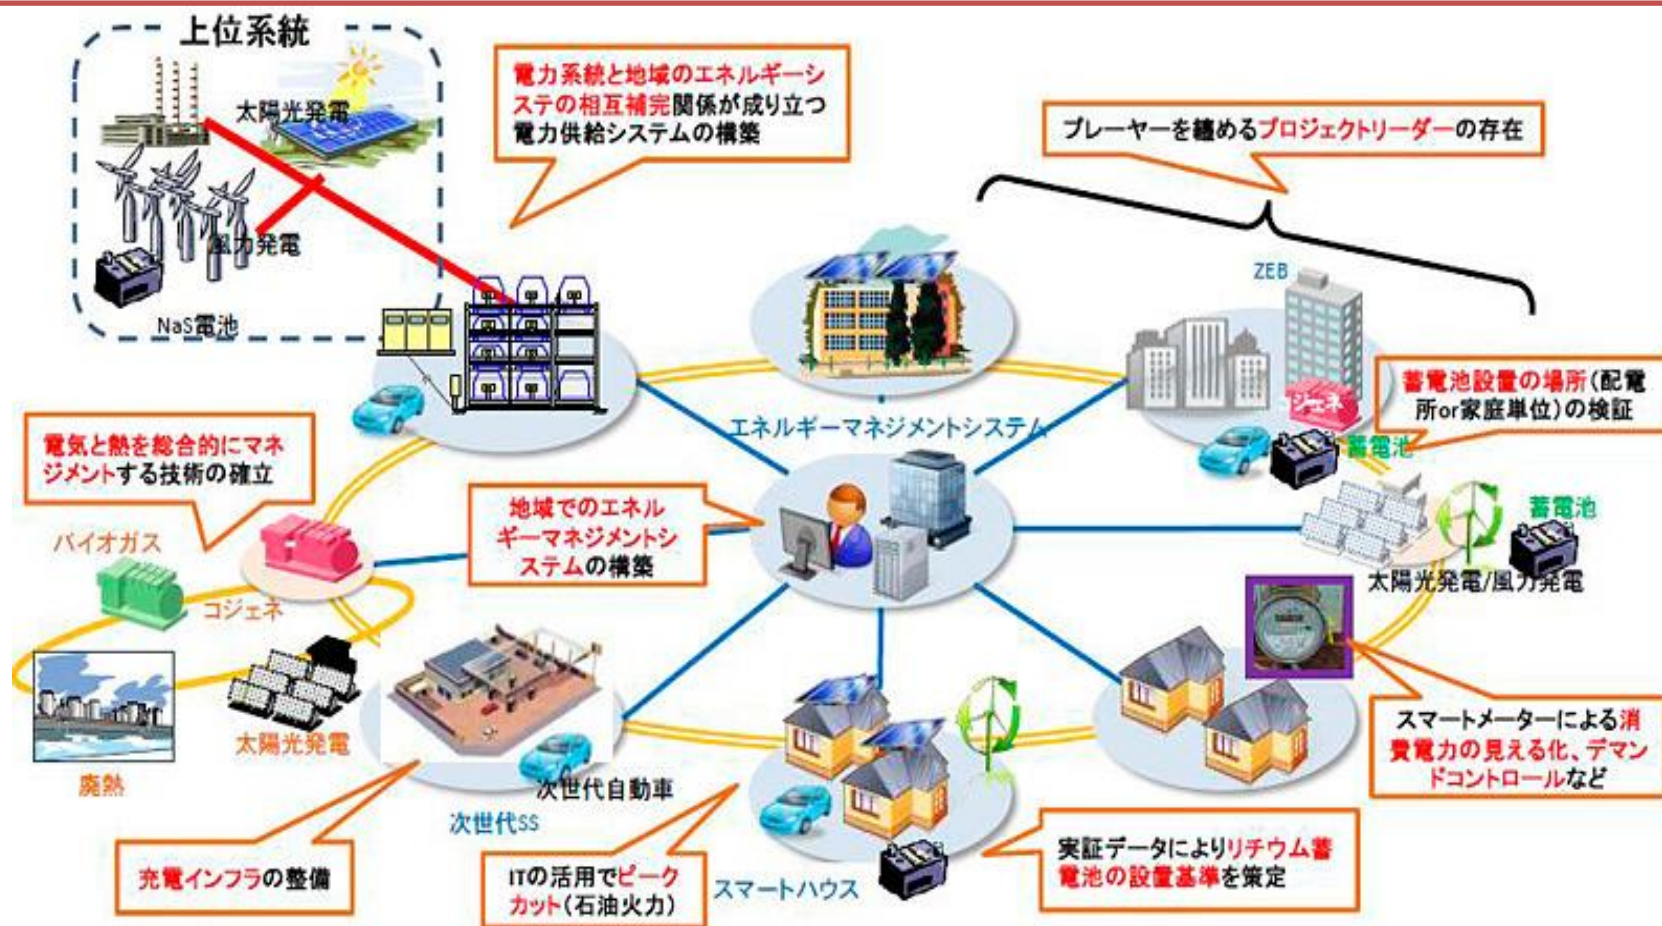 上位系統
太陽光発電
風力発電
NaS電池
電力系統と地域のエネルギーシ
ステの相互補完関係が成り立つ
電力供給システムの構築
プレーヤーを纏めるプロジェクトリーダーの存在
ZEB
ジェネ
蓄電池
蓄電池設置の場所(配電
所or家庭単位)の検証
エネルギーマネジメントシステム
電気と熱を総合的にマネ
ジメントする技術の確立
地域でのエネル
ギーマネジメントシ
ステムの構築
蓄電池
太陽光発電/風力発電
バイオガス
コジェネ
太陽光発電
廃熱
次世代自動車
次世代SS
スマートメーターによる消
費電力の見える化、デマン
ドコントロールなど
充電インフラの整備
ITの活用でピーク
カット(石油火力)
スマートハウス
実証データによりリチウム蓄
電池の設置基準を策定